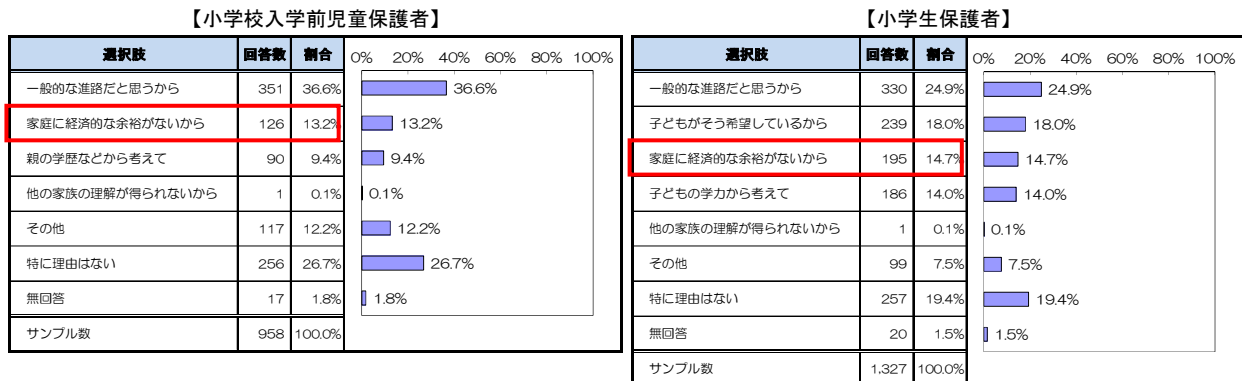 【小学校入学前児童保護者】
選択肢 回答数 割合 0% 20% 40% 60% 80% 100%
一般的な進路だと思うから 351 36.6% 36.6%
家庭に経済的な余裕がないから 126 13.2% 13.2%
親の学歴などから考えて 90 9.4% 9.4%
他の家族の理解が得られないから 1 0.1% 0.1%
その他 117 12.2% 12.2%
特に理由はない 256 26.7% 26.7%
無回答 17 1.8% 1.8%
サンプル数 958 100.0%
【小学生保護者】
選択肢 回答数 割合 0% 20% 40% 60% 80% 100%
一般的な進路だと思うから 330 24.9% 24.9%
子どもがそう希望しているから 239 18.0% 18.0%
家庭に経済的な余裕がないから 195 14.7% 14.7%
子どもの学力から考えて 186 14.0% 14.0%
他の家族の理解が得られないから 1 0.1% 0.1%
その他 99 7.5% 7.5%
特に理由はない 257 19.4% 19.4%
無回答 20 1.5% 1.5%
サンプル数 1,327 100.0%